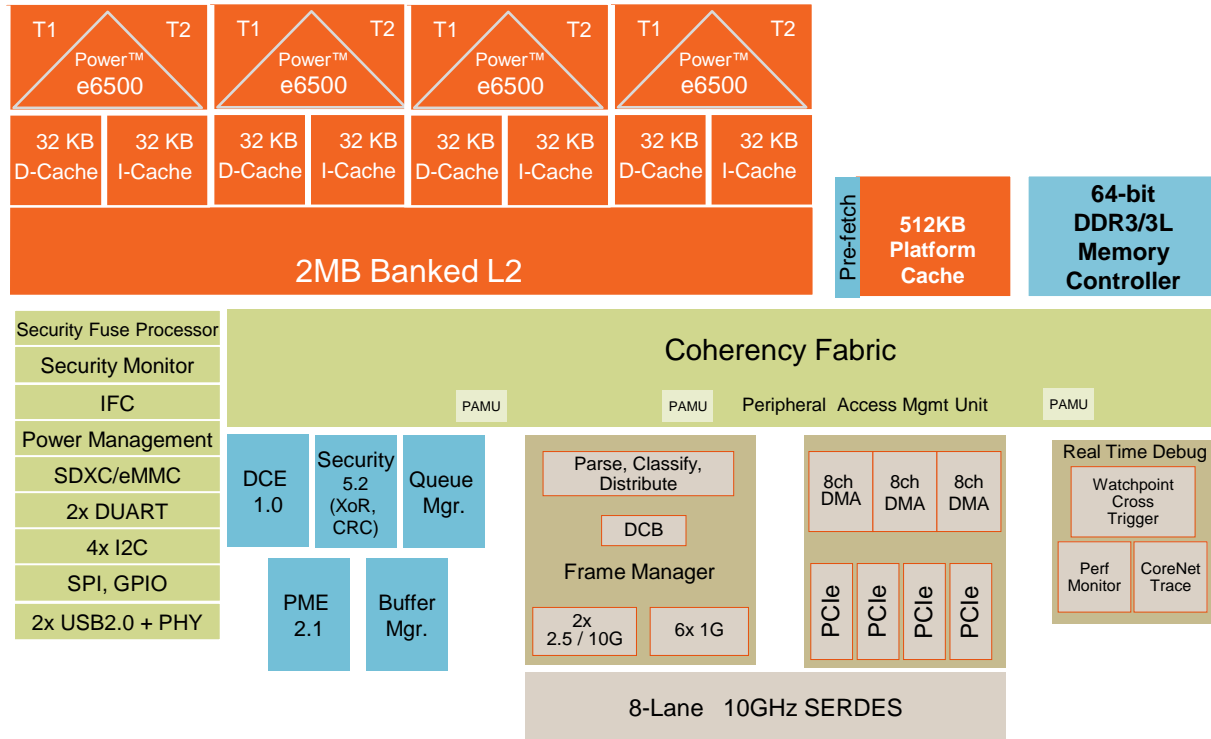 T1 T2
Power™
e6500
T1 T2
Power™
e6500
T1 T2
Power™
e6500
T1 T2
Power™
e6500
32 KB
D-Cache
32 KB
I-Cache
32 KB
D-Cache
32 KB
I-Cache
32 KB
D-Cache
32 KB
I-Cache
32 KB
D-Cache
32 KB
I-Cache
2MB Banked L2
Pre-fetch
512KB
Platform
Cache
64-bit
DDR3/3L
Memory
Controller
Security Fuse Processor
Security Monitor
IFC
Power Management
SDXC/eMMC
2x DUART
4x I2C
SPI, GPIO
2x USB2.0 + PHY
Coherency Fabric
PAMU
PAMU
Peripheral Access Mgmt Unit
PAMU
DCE
1.0
Security
5.2
(XoR,
CRC)
Queue
Mgr.
PME
2.1
Buffer
Mgr.
Parse, Classify,
Distribute
DCB
Frame Manager
2x
2.5 / 10G
6x 1G
8ch
DMA
8ch
DMA
8ch
DMA
PCIe
PCIe
PCIe
PCIe
Real Time Debug
Watchpoint
Cross
Trigger
Perf
Monitor
CoreNet
Trace
8-Lane 10GHz SERDES